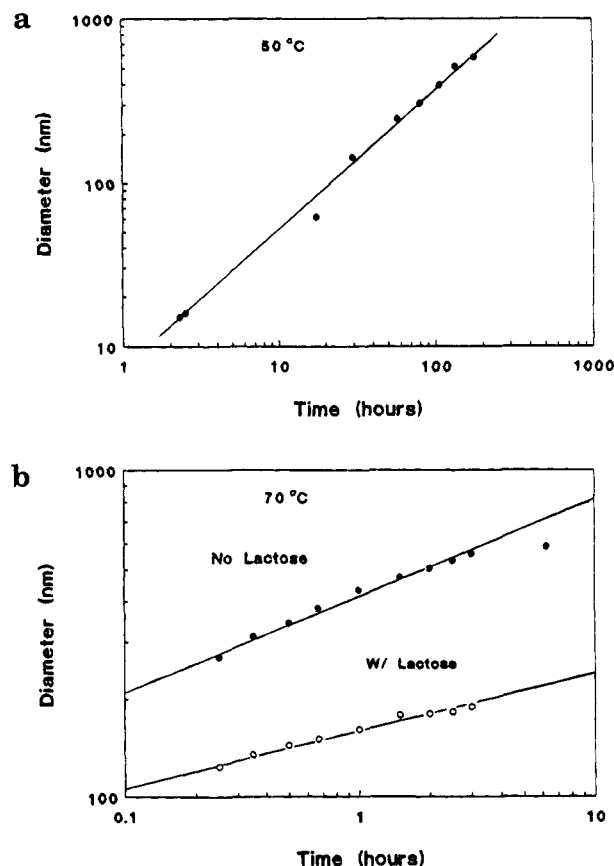 a
1000
60 °C
Diameter (nm)
100
10
1
10
100
1000
Time (hours)
b
1000
70 °C
No Lactose
Diameter (nm)
W/ Lactose
100
0.1
1
10
Time (hours)